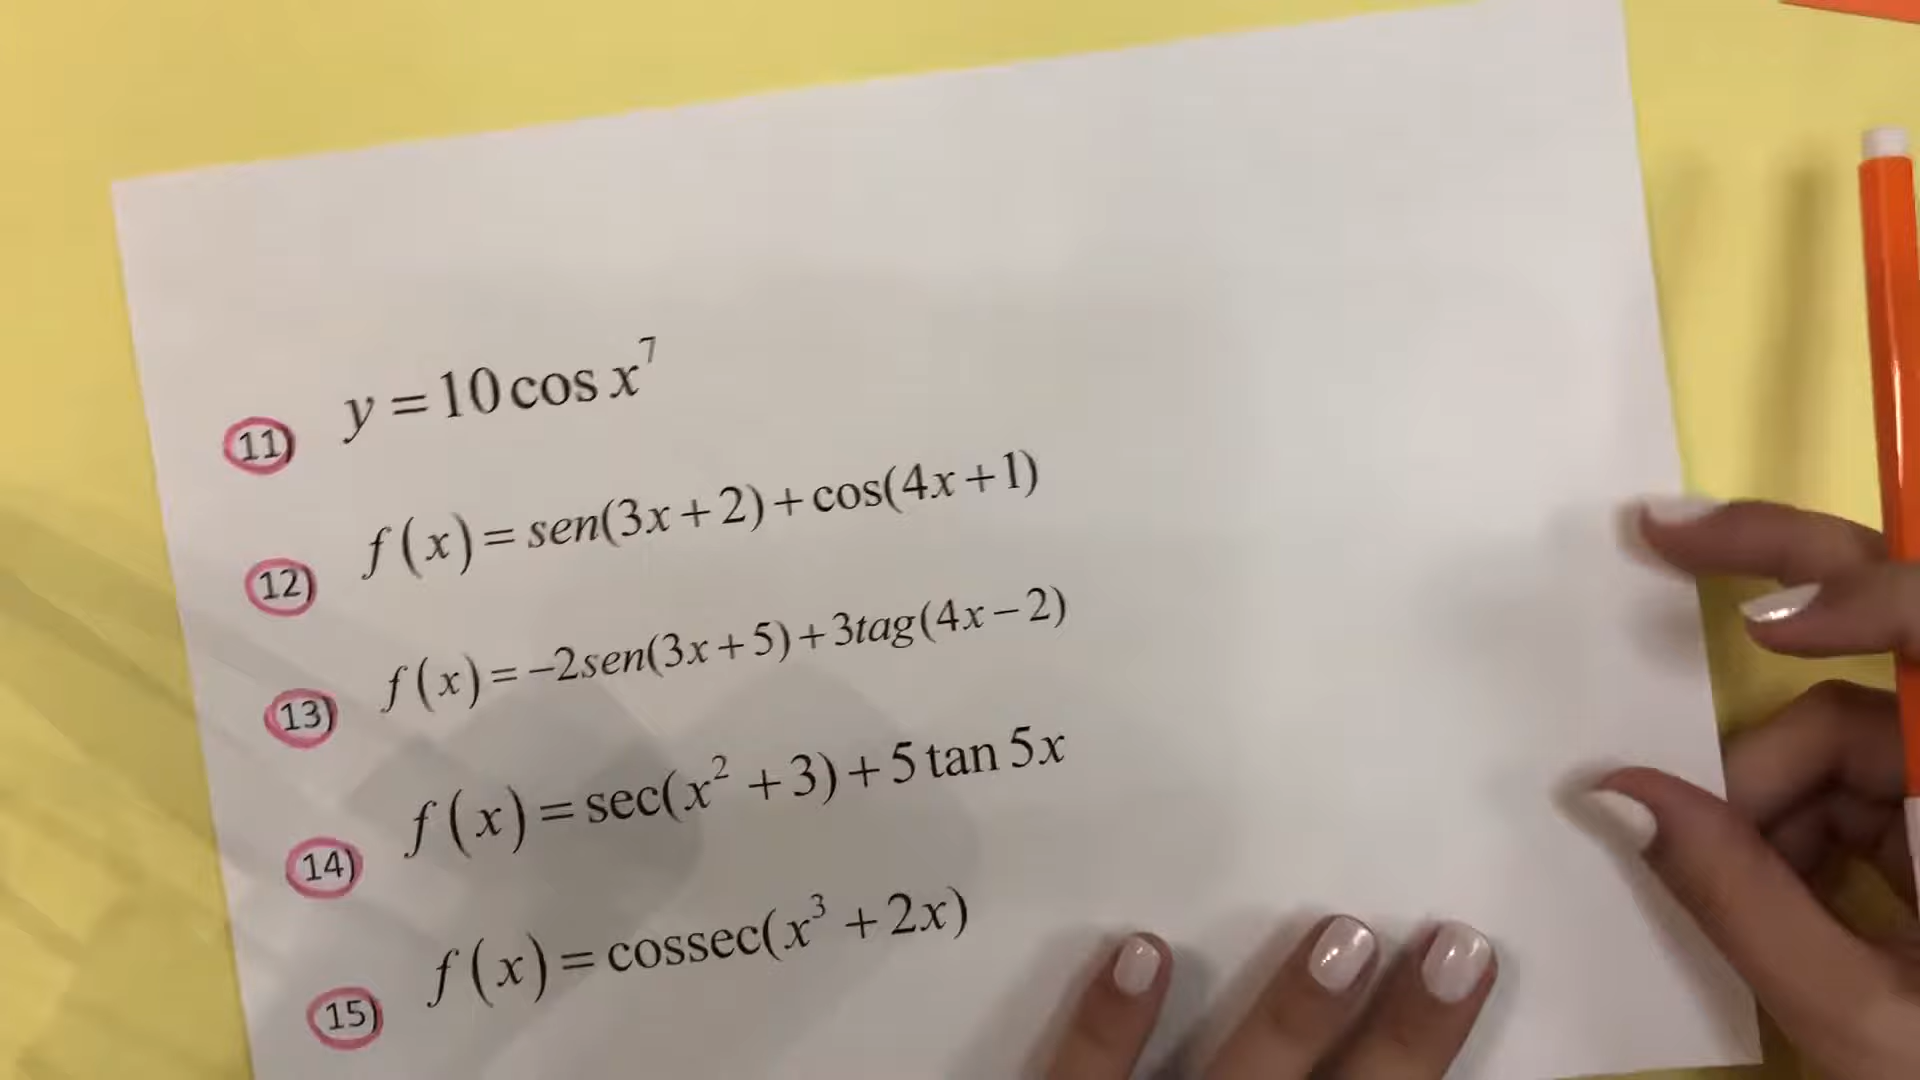 11) y = 10 cos x⁷
12) f(x) = sen(3x + 2) + cos(4x + 1)
13) f(x) = −2sen(3x + 5) + 3tag(4x − 2)
14) f(x) = sec(x² + 3) + 5 tan 5x
15) f(x) = cossec(x³ + 2x)